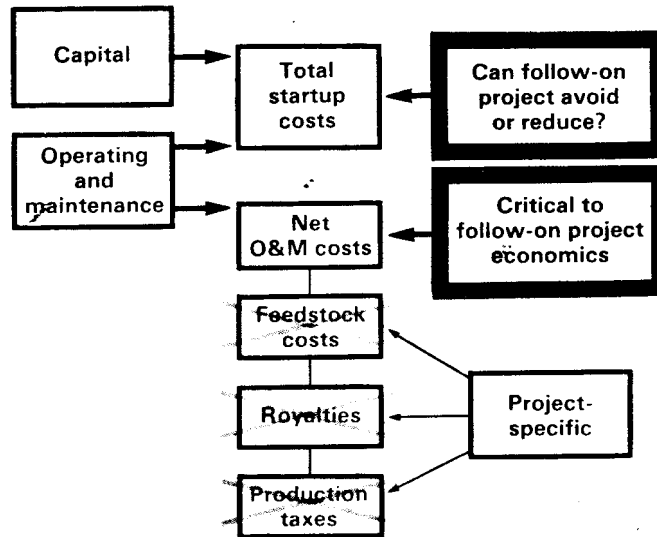 Capital
Total
startup
costs
Can follow-on
project avoid
or reduce?
Operating
and
maintenance
Net
O&M costs
Critical to
follow-on project
economics
Feedstock
costs
Royalties
Project-
specific
Production
taxes